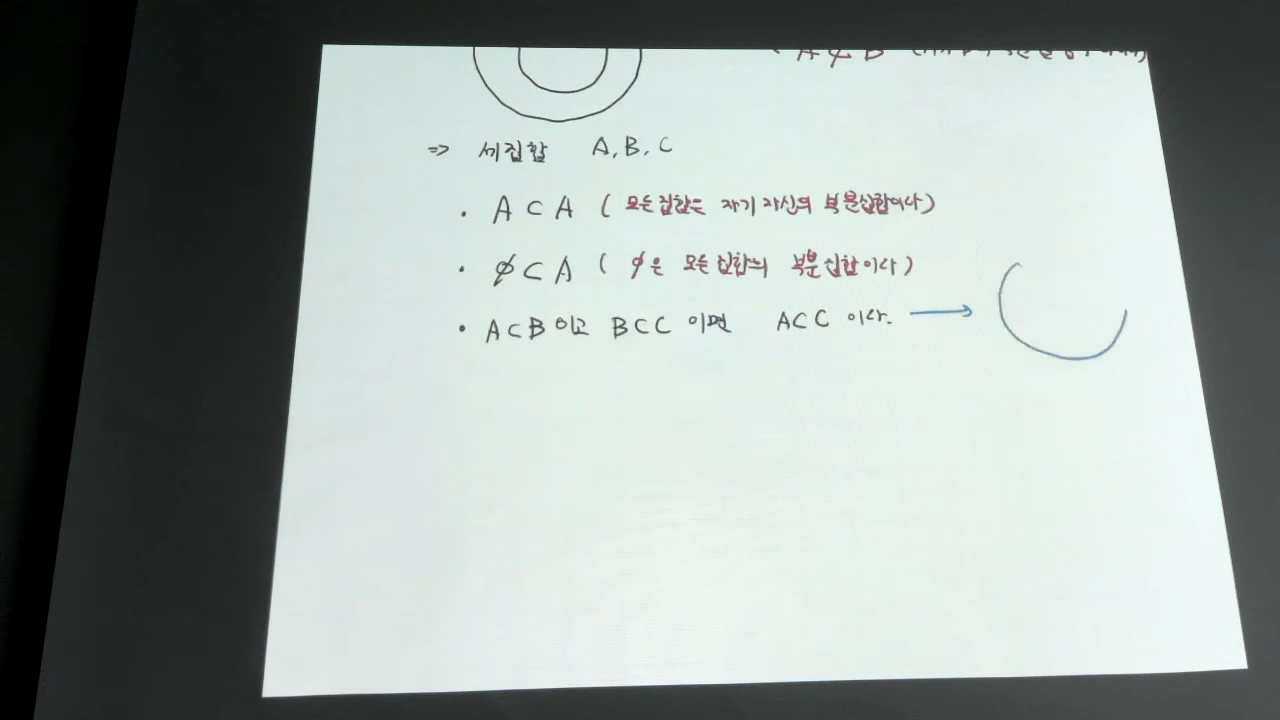 ⇒ 세집합 A, B, C
• A ⊂ A ( 모든 집합은 자기 자신의 부분집합이다)
• ∅ ⊂ A ( ∅은 모든 집합의 부분집합이다)
• A⊂B 이고 B⊂C 이면 A⊂C 이다. →